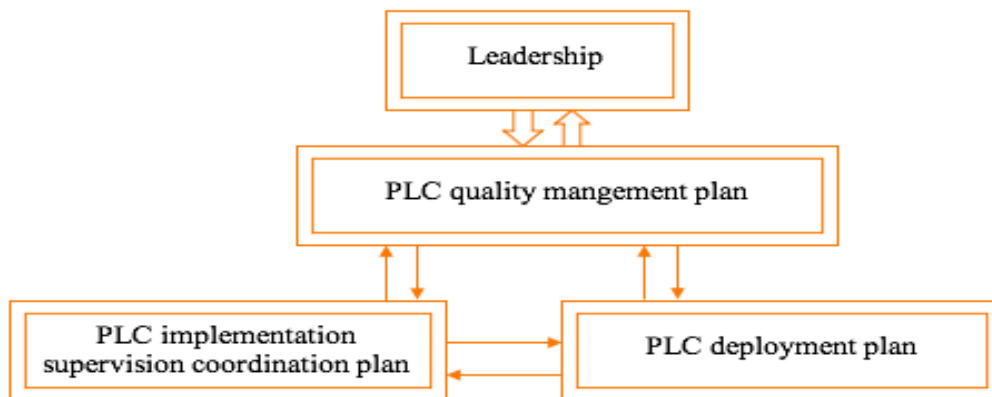 Leadership
PLC quality mangement plan
PLC implementation
supervision coordination plan
PLC deployment plan